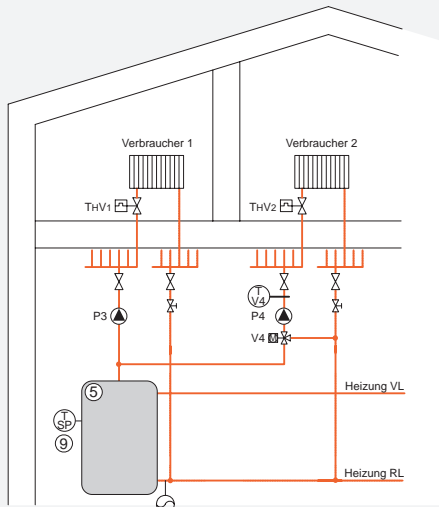 Verbraucher 1
Verbraucher 2
THV1
THV2
T
V4
P3
P4
V4
M
5
Heizung VL
T
SP
9
Heizung RL